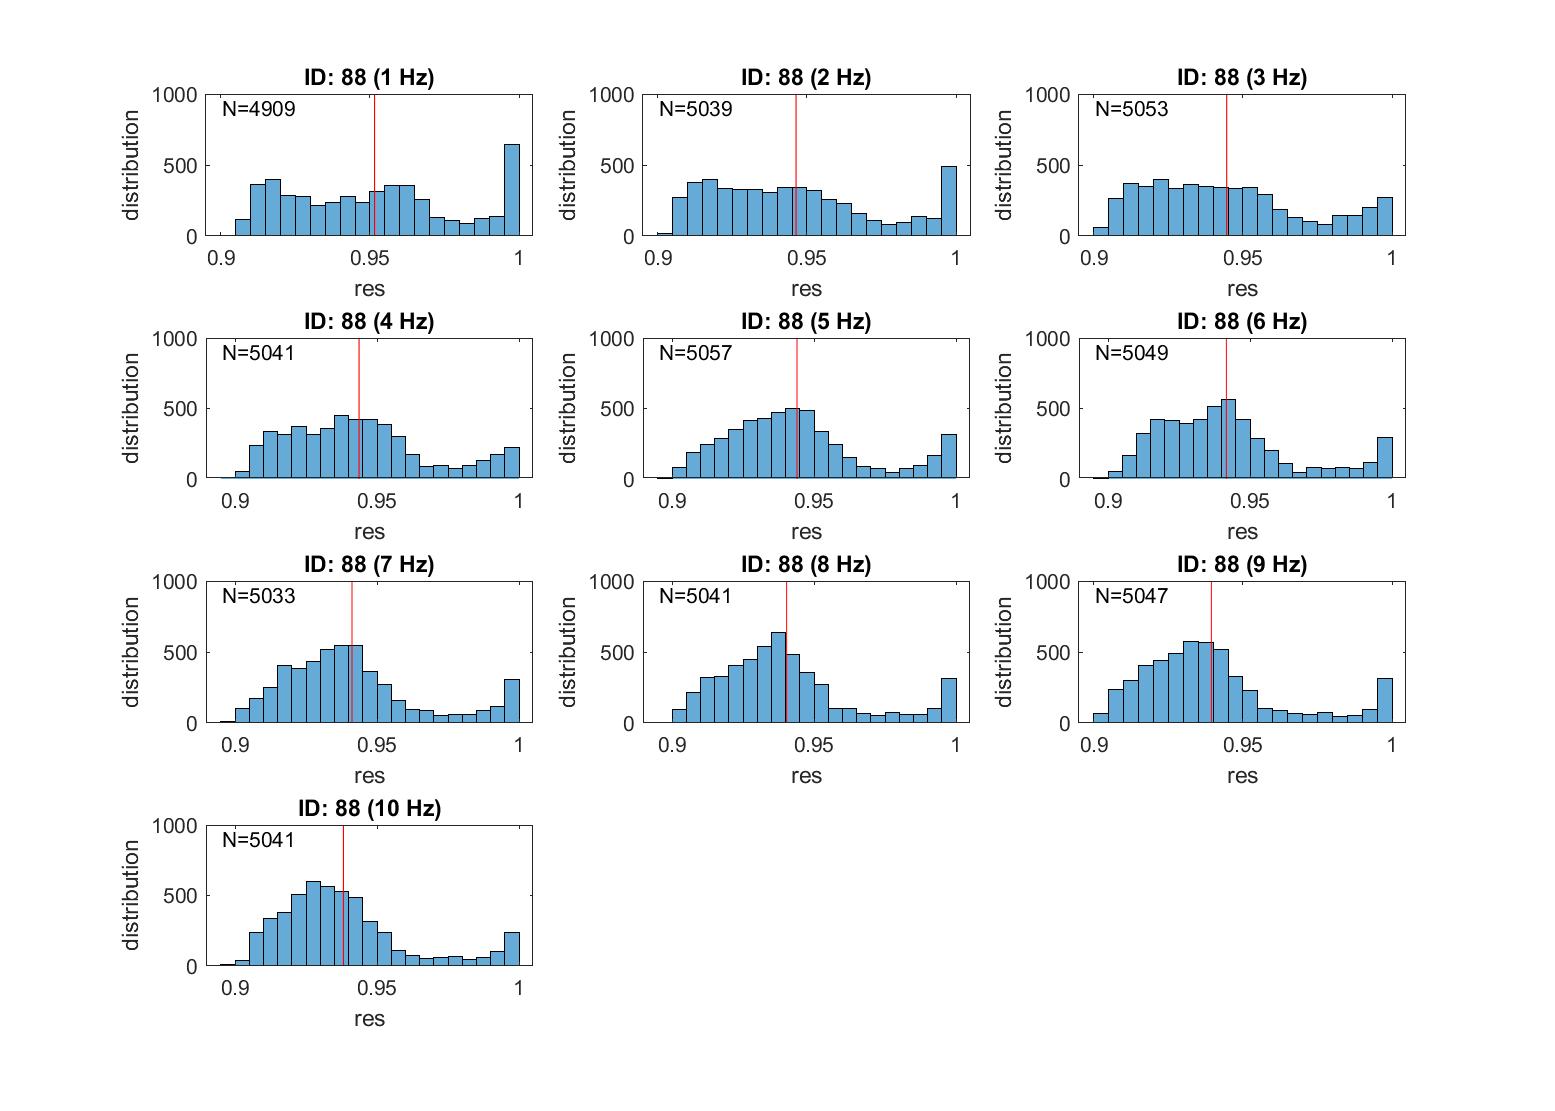 ID: 88 (1 Hz)
N=4909
distribution
1000
500
0
0.9 0.95 1
res
ID: 88 (2 Hz)
N=5039
distribution
1000
500
0
0.9 0.95 1
res
ID: 88 (3 Hz)
N=5053
distribution
1000
500
0
0.9 0.95 1
res
ID: 88 (4 Hz)
N=5041
distribution
1000
500
0
0.9 0.95 1
res
ID: 88 (5 Hz)
N=5057
distribution
1000
500
0
0.9 0.95 1
res
ID: 88 (6 Hz)
N=5049
distribution
1000
500
0
0.9 0.95 1
res
ID: 88 (7 Hz)
N=5033
distribution
1000
500
0
0.9 0.95 1
res
ID: 88 (8 Hz)
N=5041
distribution
1000
500
0
0.9 0.95 1
res
ID: 88 (9 Hz)
N=5047
distribution
1000
500
0
0.9 0.95 1
res
ID: 88 (10 Hz)
N=5041
distribution
1000
500
0
0.9 0.95 1
res